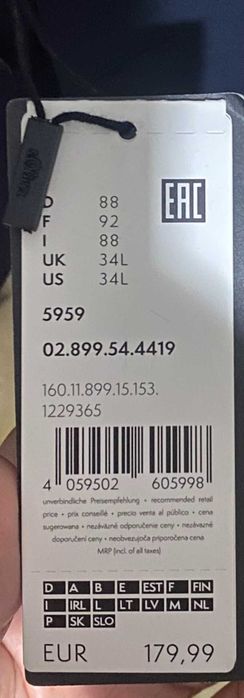 EAC
D 88
F 92
I 88
UK 34L
US 34L
5959
02.899.54.4419
160.11.899.15.153.
1229365
4 059502 605998
unverbindliche Preisempfehlung • recommended retail
price • prix conseillé • precio venta al público • cena
sugerowana • nezávazné odporučenie ceny • nezávazné
doporučení ceny • neobvezujoča priporočena cena
MRP (incl. of all taxes)
D A B E EST F FIN
I IRL L LT LV M NL
P SK SLO
EUR 179,99